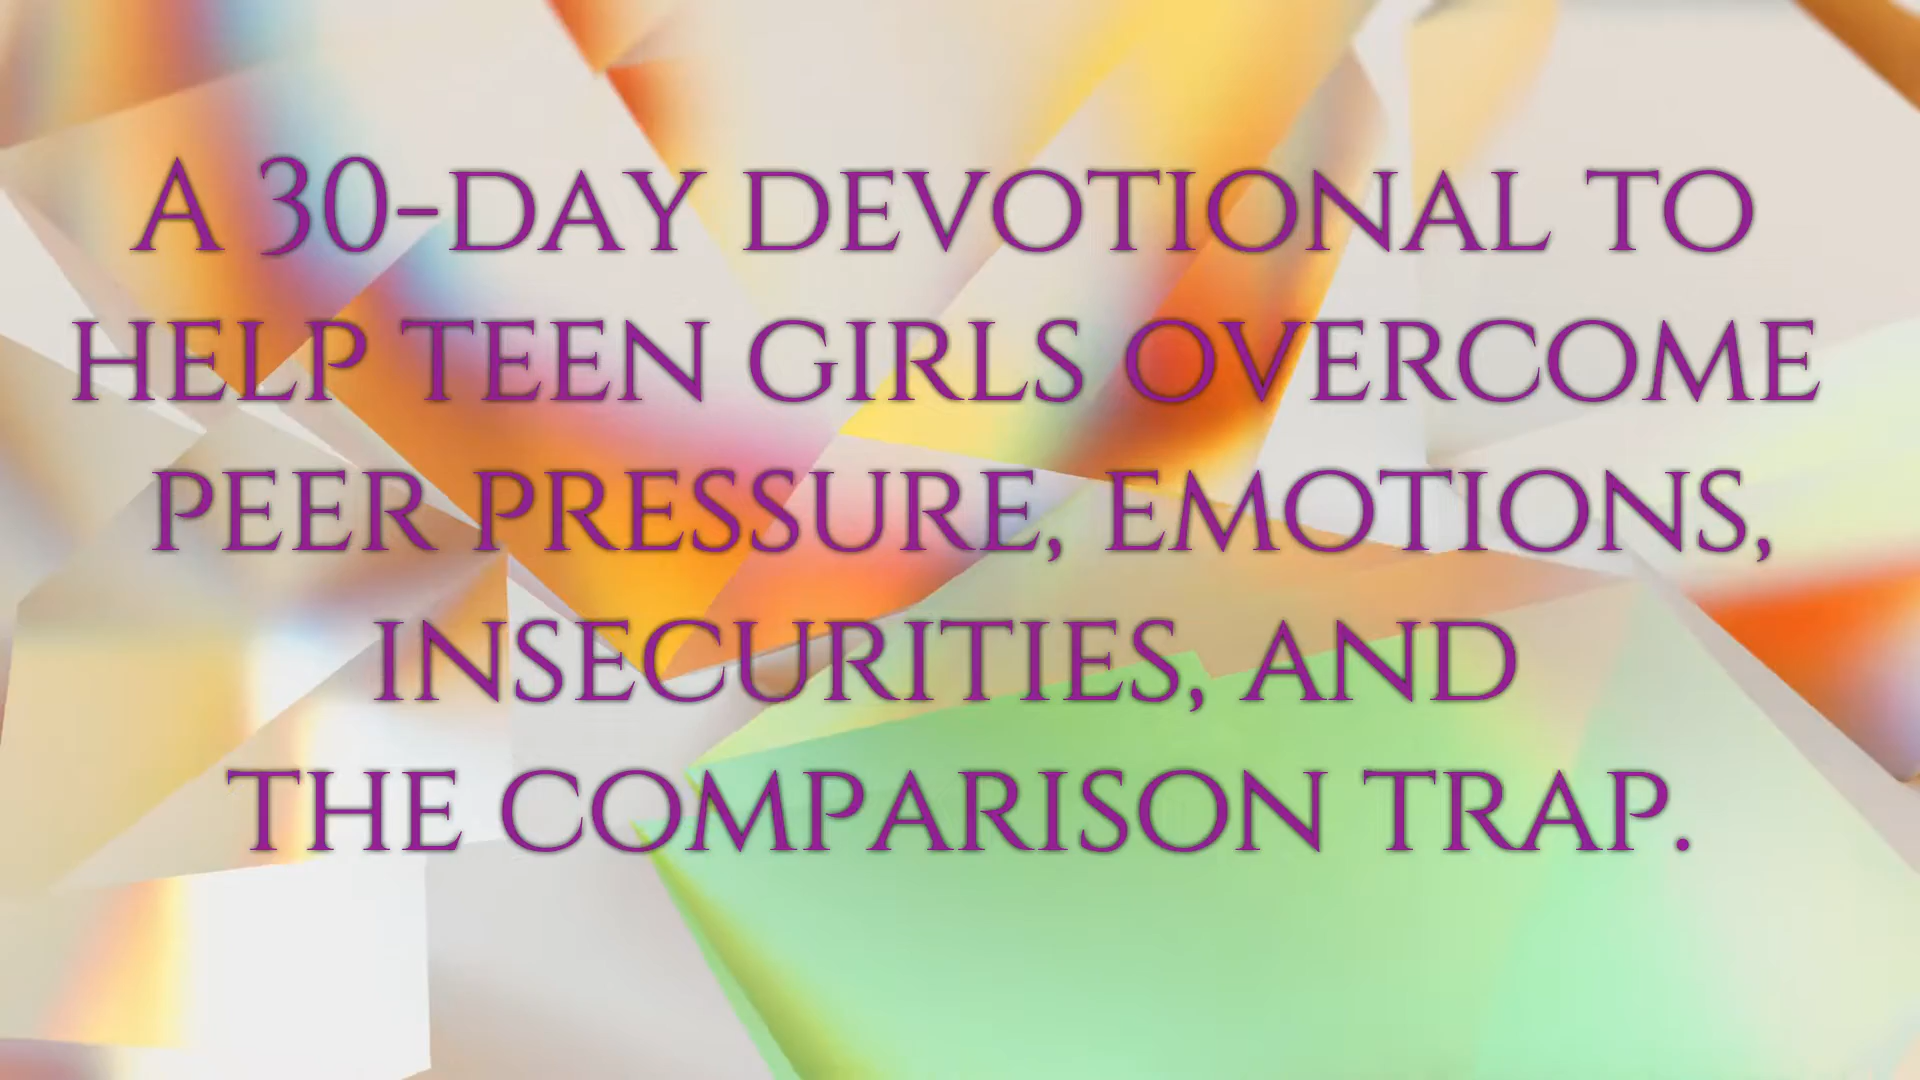 A 30-DAY DEVOTIONAL TO
HELP TEEN GIRLS OVERCOME
PEER PRESSURE, EMOTIONS,
INSECURITIES, AND
THE COMPARISON TRAP.